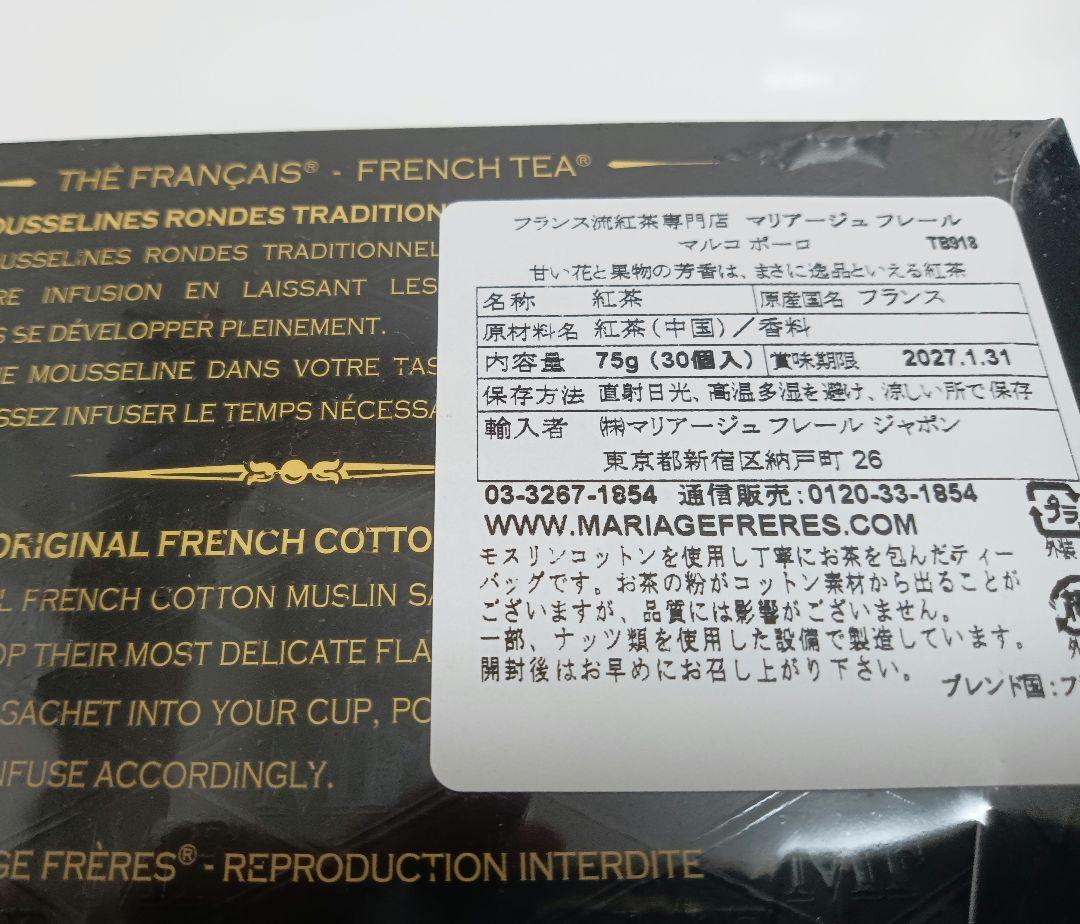 THÉ FRANÇAIS® - FRENCH TEA®
OUSSELINES RONDES TRADITION
USSELINES RONDES TRADITIONNEL
RE INFUSION EN LAISSANT LES
S SE DÉVELOPPER PLEINEMENT.
E MOUSSELINE DANS VOTRE TAS
SSEZ INFUSER LE TEMPS NÉCESSA
ORIGINAL FRENCH COTTO
L FRENCH COTTON MUSLIN SA
OP THEIR MOST DELICATE FLA
SACHET INTO YOUR CUP, PO
NFUSE ACCORDINGLY.
GE FRÈRES® - REPRODUCTION INTERDITE
フランス流紅茶専門店 マリアージュ フレール
マルコ ポーロ TB918
甘い花と果物の芳香は、まさに逸品といえる紅茶
名称 紅茶 原産国名 フランス
原材料名 紅茶(中国)／香料
内容量 75g (30個入) 賞味期限 2027.1.31
保存方法 直射日光、高温多湿を避け、涼しい所で保存
輸入者 ㈱マリアージュ フレール ジャポン
東京都新宿区納戸町 26
03-3267-1854 通信販売:0120-33-1854
WWW.MARIAGEFRERES.COM
モスリンコットンを使用し丁寧にお茶を包んだティー
バッグです。お茶の粉がコットン素材から出ることが
ございますが、品質には影響がございません。
一部、ナッツ類を使用した設備で製造しています。
開封後はお早めにお召し上がり下さい。
ブレンド国:フ
プラ
外装